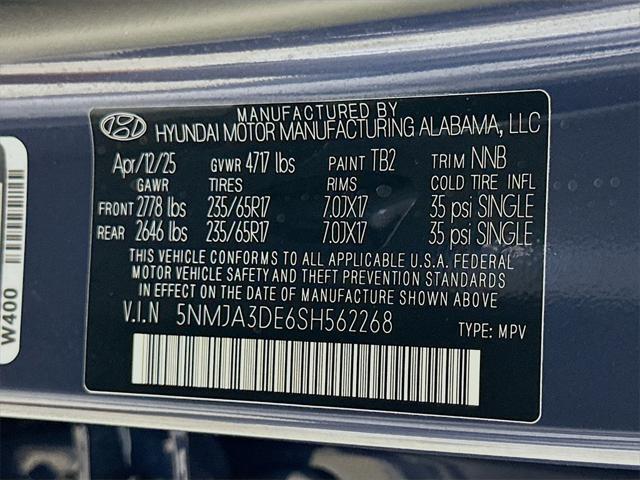 MANUFACTURED BY
HYUNDAI MOTOR MANUFACTURING ALABAMA, LLC
Apr/12/25 GVWR 4717 lbs PAINT TB2 TRIM NNB
GAWR TIRES RIMS COLD TIRE INFL
FRONT 2778 lbs 235/65R17 7.0JX17 35 psi SINGLE
REAR 2646 lbs 235/65R17 7.0JX17 35 psi SINGLE
THIS VEHICLE CONFORMS TO ALL APPLICABLE U.S.A. FEDERAL
MOTOR VEHICLE SAFETY AND THEFT PREVENTION STANDARDS
IN EFFECT ON THE DATE OF MANUFACTURE SHOWN ABOVE
V.I.N 5NMJA3DE6SH562268 TYPE: MPV
W400